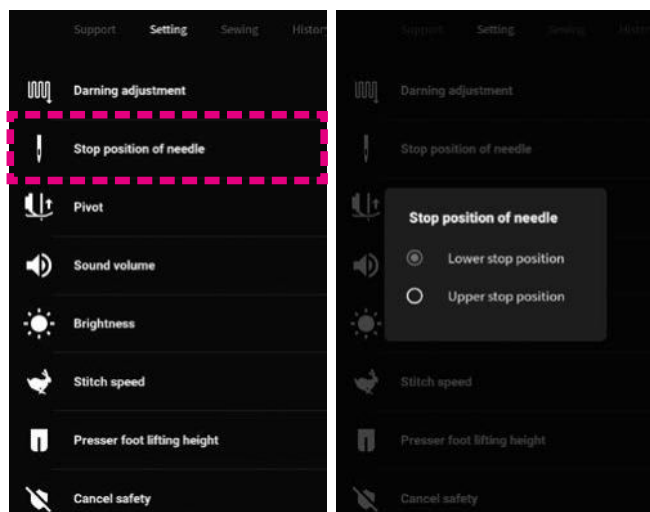 Support Setting Sewing History
Darning adjustment
Stop position of needle
Pivot
Sound volume
Brightness
Stitch speed
Presser foot lifting height
Cancel safety
Support Setting Sewing
Darning adjustment
Stop position of needle
Stop position of needle
Lower stop position
Upper stop position
Stitch speed
Presser foot lifting height
Cancel safety